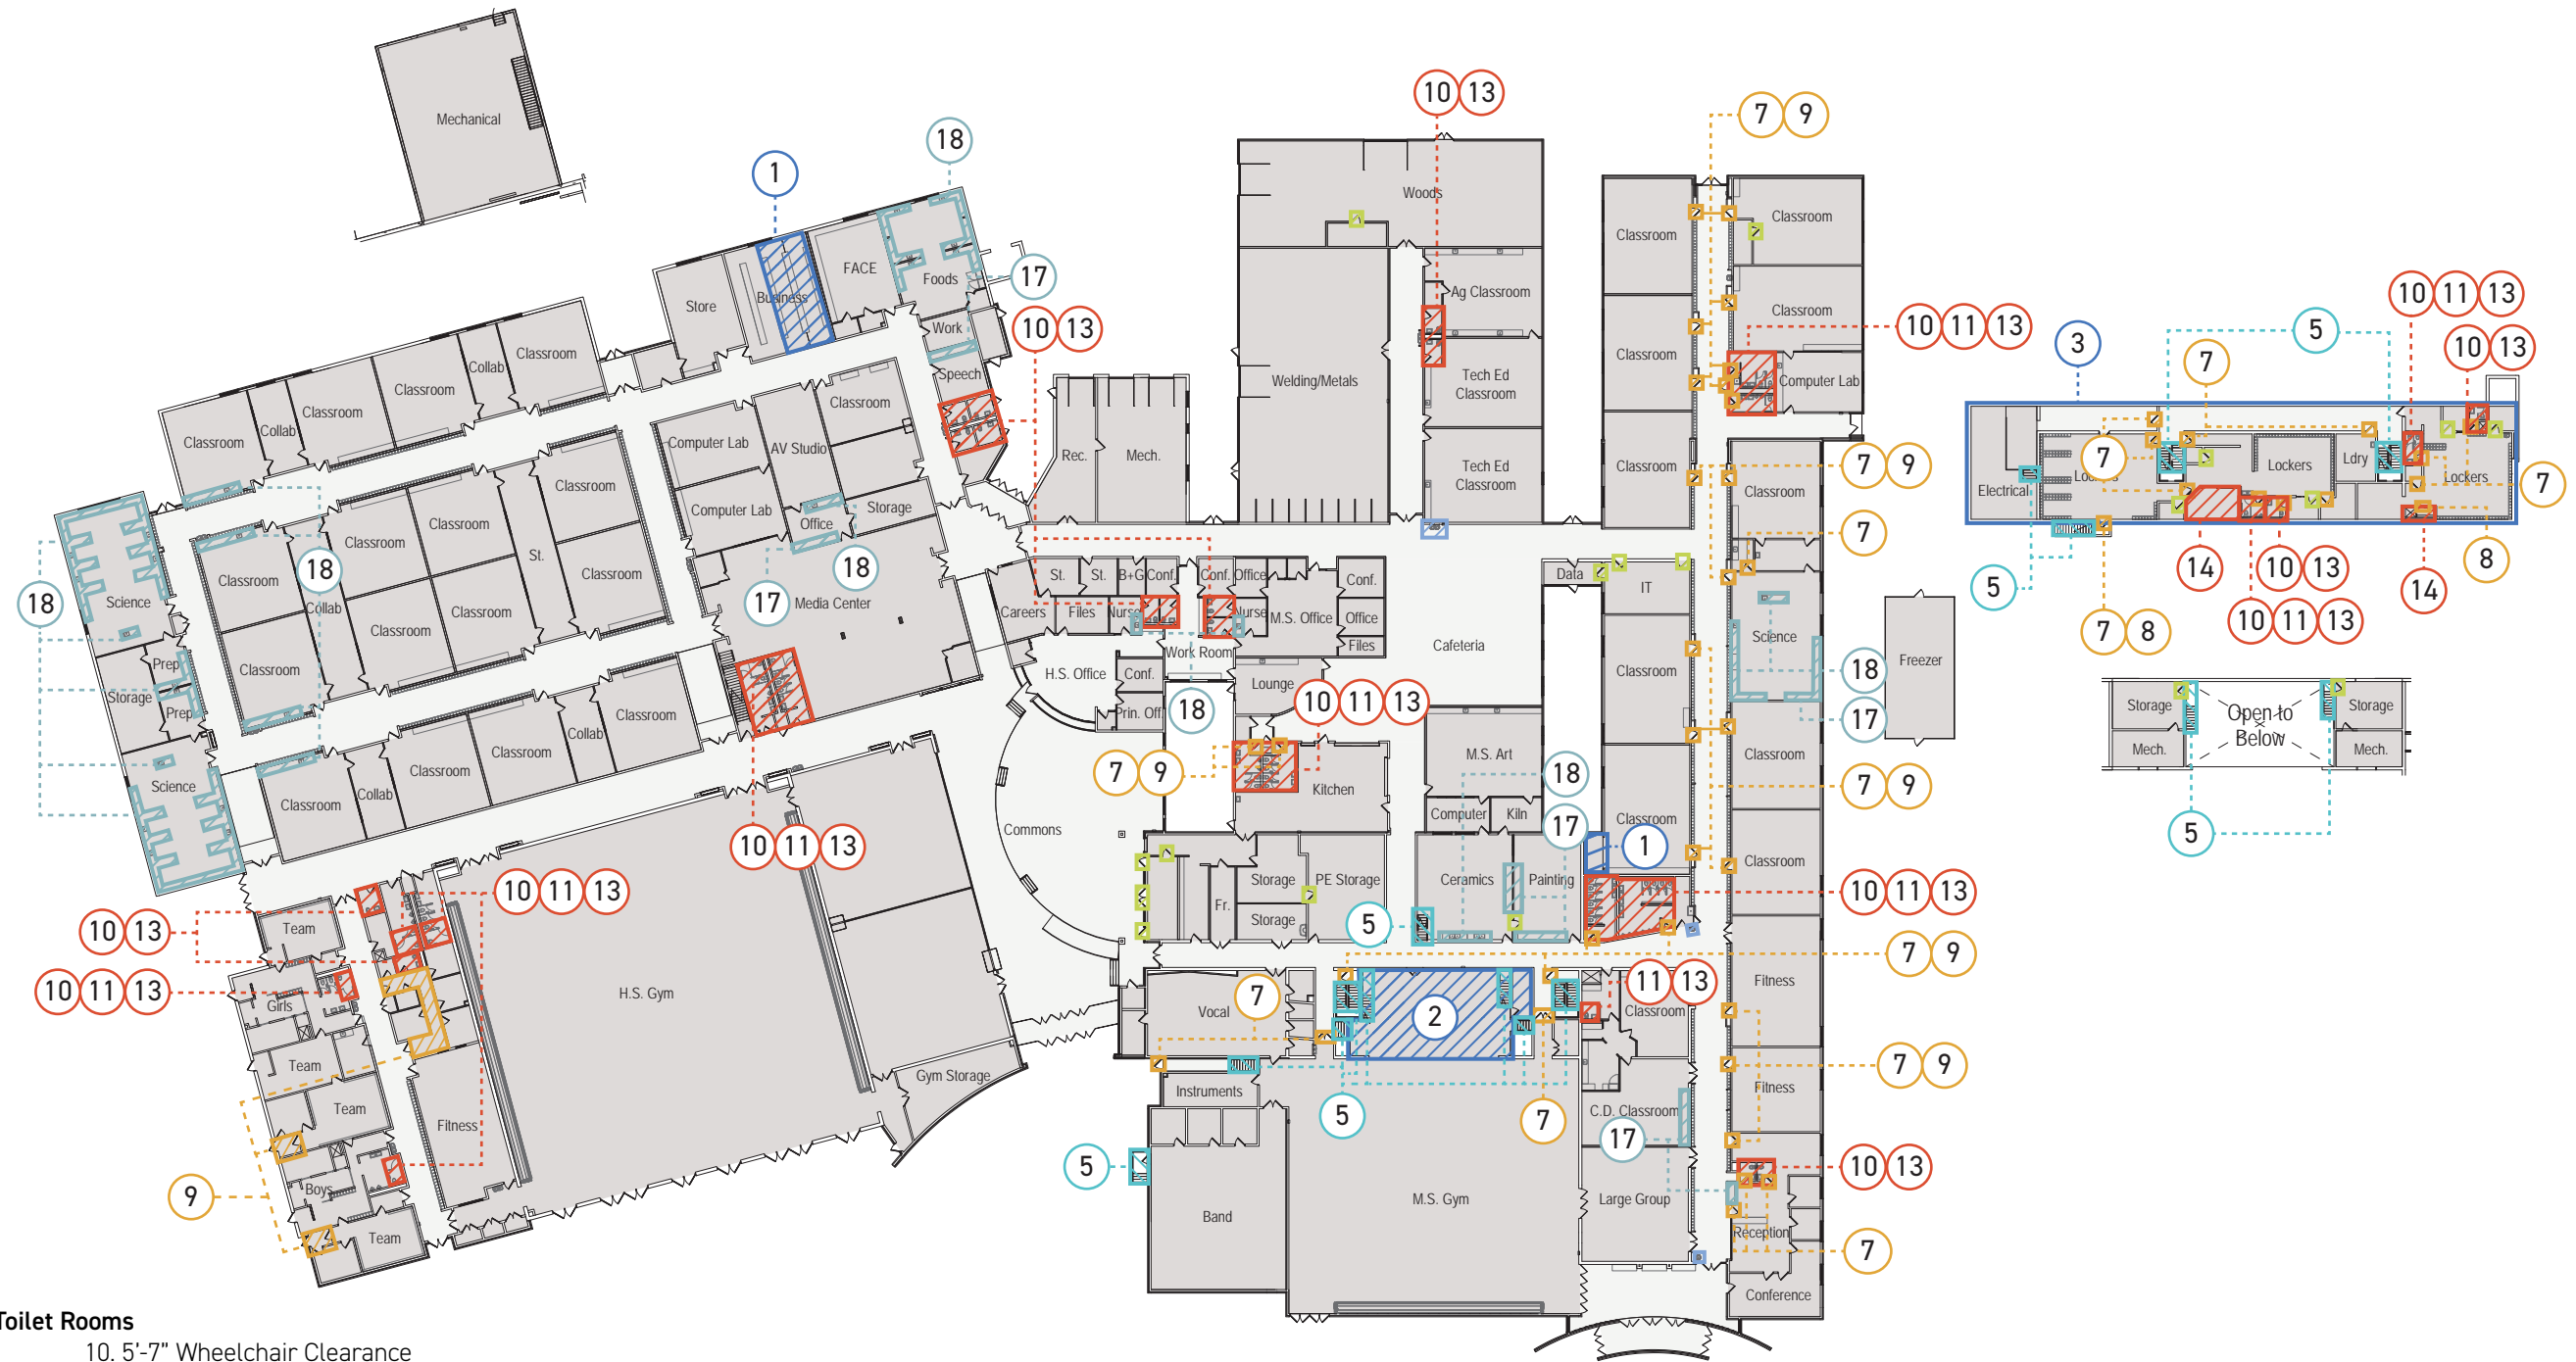 Mechanical
10 13
7 9
18
1
Woods
Classroom
Classroom
FACE
Foods
17
Store
Business
10 11 13
Ag Classroom
Classroom
5
Work
10 13
10 11 13
3
10 13
7
Classroom
Collab
Speech
Welding/Metals
Tech Ed
Classroom
Classroom
Computer Lab
Classroom
Collab
Classroom
Classroom
Classroom
Collab
Computer Lab
AV Studio
Rec.
Mech.
Tech Ed
Classroom
Classroom
7 9
7
Lockers
Ldry
Lockers
7
Electrical
Classroom
Classroom
Classroom
Computer Lab
Office
Storage
Classroom
7
Classroom
St.
Classroom
18
18
5
14
10 13
8
14
10 11 13
7 8
Classroom
Collab
Classroom
Classroom
17
Media Center
St.
St.
B+G
Conf.
Conf.
Office
Conf.
Data
IT
Careers
Files
Nurse
Nurse
M.S. Office
Office
Files
Cafeteria
Science
18
Science
Classroom
Prep
Storage
Prep
Work Room
H.S. Office
Conf.
Lounge
Prin. Off.
18
Classroom
18
17
Freezer
Storage
Open to
Below
Storage
Mech.
Mech.
5
Classroom
Collab
Classroom
Classroom
Collab
Classroom
Science
10 11 13
7 9
Kitchen
M.S. Art
18
Computer
Kiln
17
Classroom
1
Classroom
7 9
Classroom
Commons
10 11 13
Storage
PE Storage
Fr.
Storage
Ceramics
Painting
5
10 11 13
10 11 13
Team
10 13
10 11 13
Girls
H.S. Gym
Vocal
7
2
11 13
Classroom
7 9
Fitness
Team
Team
Gym Storage
Instruments
5
7
C.D. Classroom
17
7 9
Fitness
Fitness
5
9
Boys
Team
Band
M.S. Gym
Large Group
10 13
Reception
7
Conference
Toilet Rooms
10. 5'-7" Wheelchair Clearance